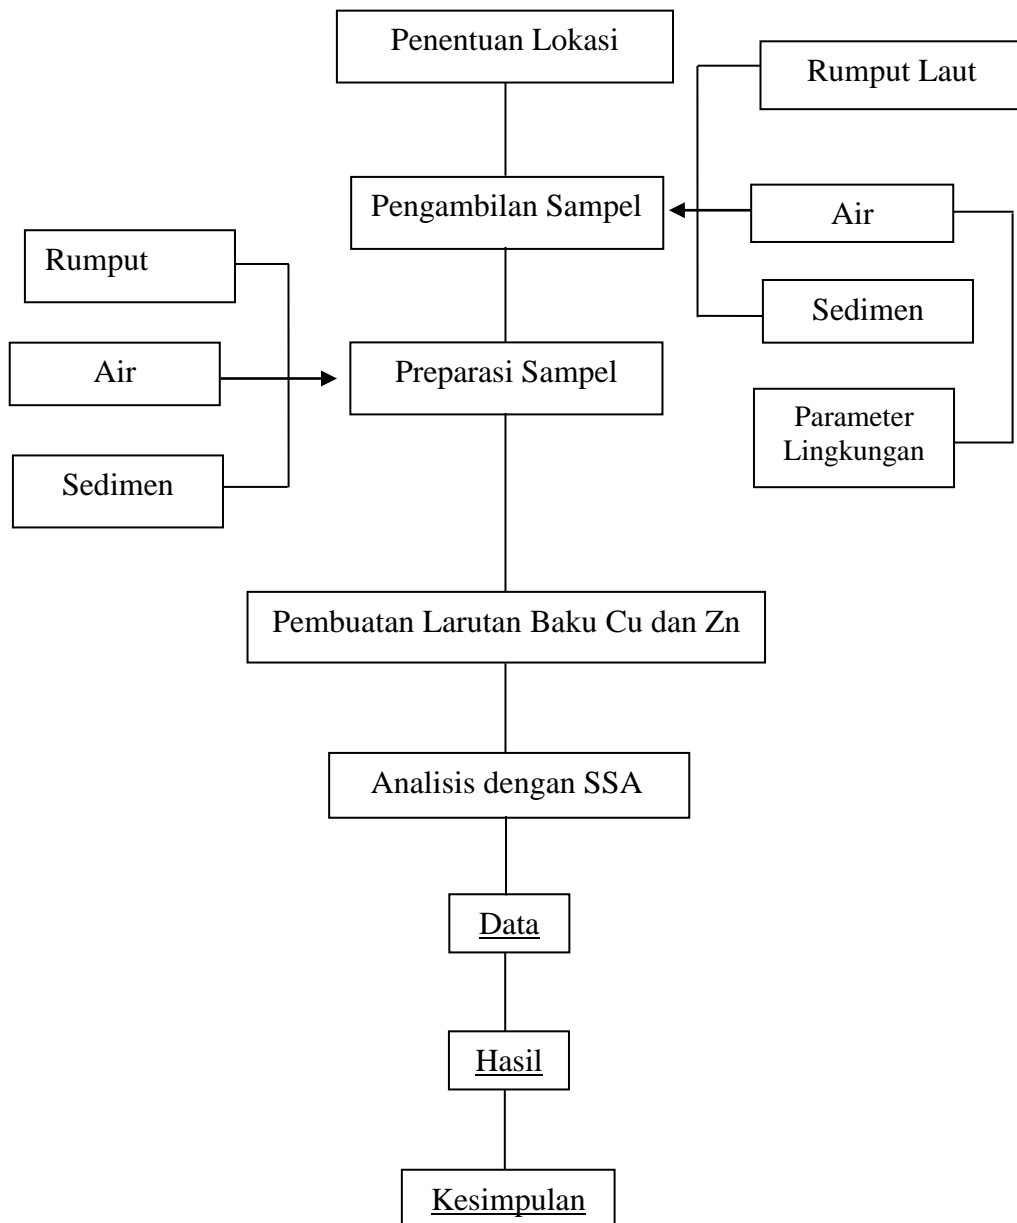 Penentuan Lokasi
Rumput Laut
Pengambilan Sampel
Air
Rumput
Sedimen
Air
Preparasi Sampel
Parameter
Lingkungan
Sedimen
Pembuatan Larutan Baku Cu dan Zn
Analisis dengan SSA
Data
Hasil
Kesimpulan